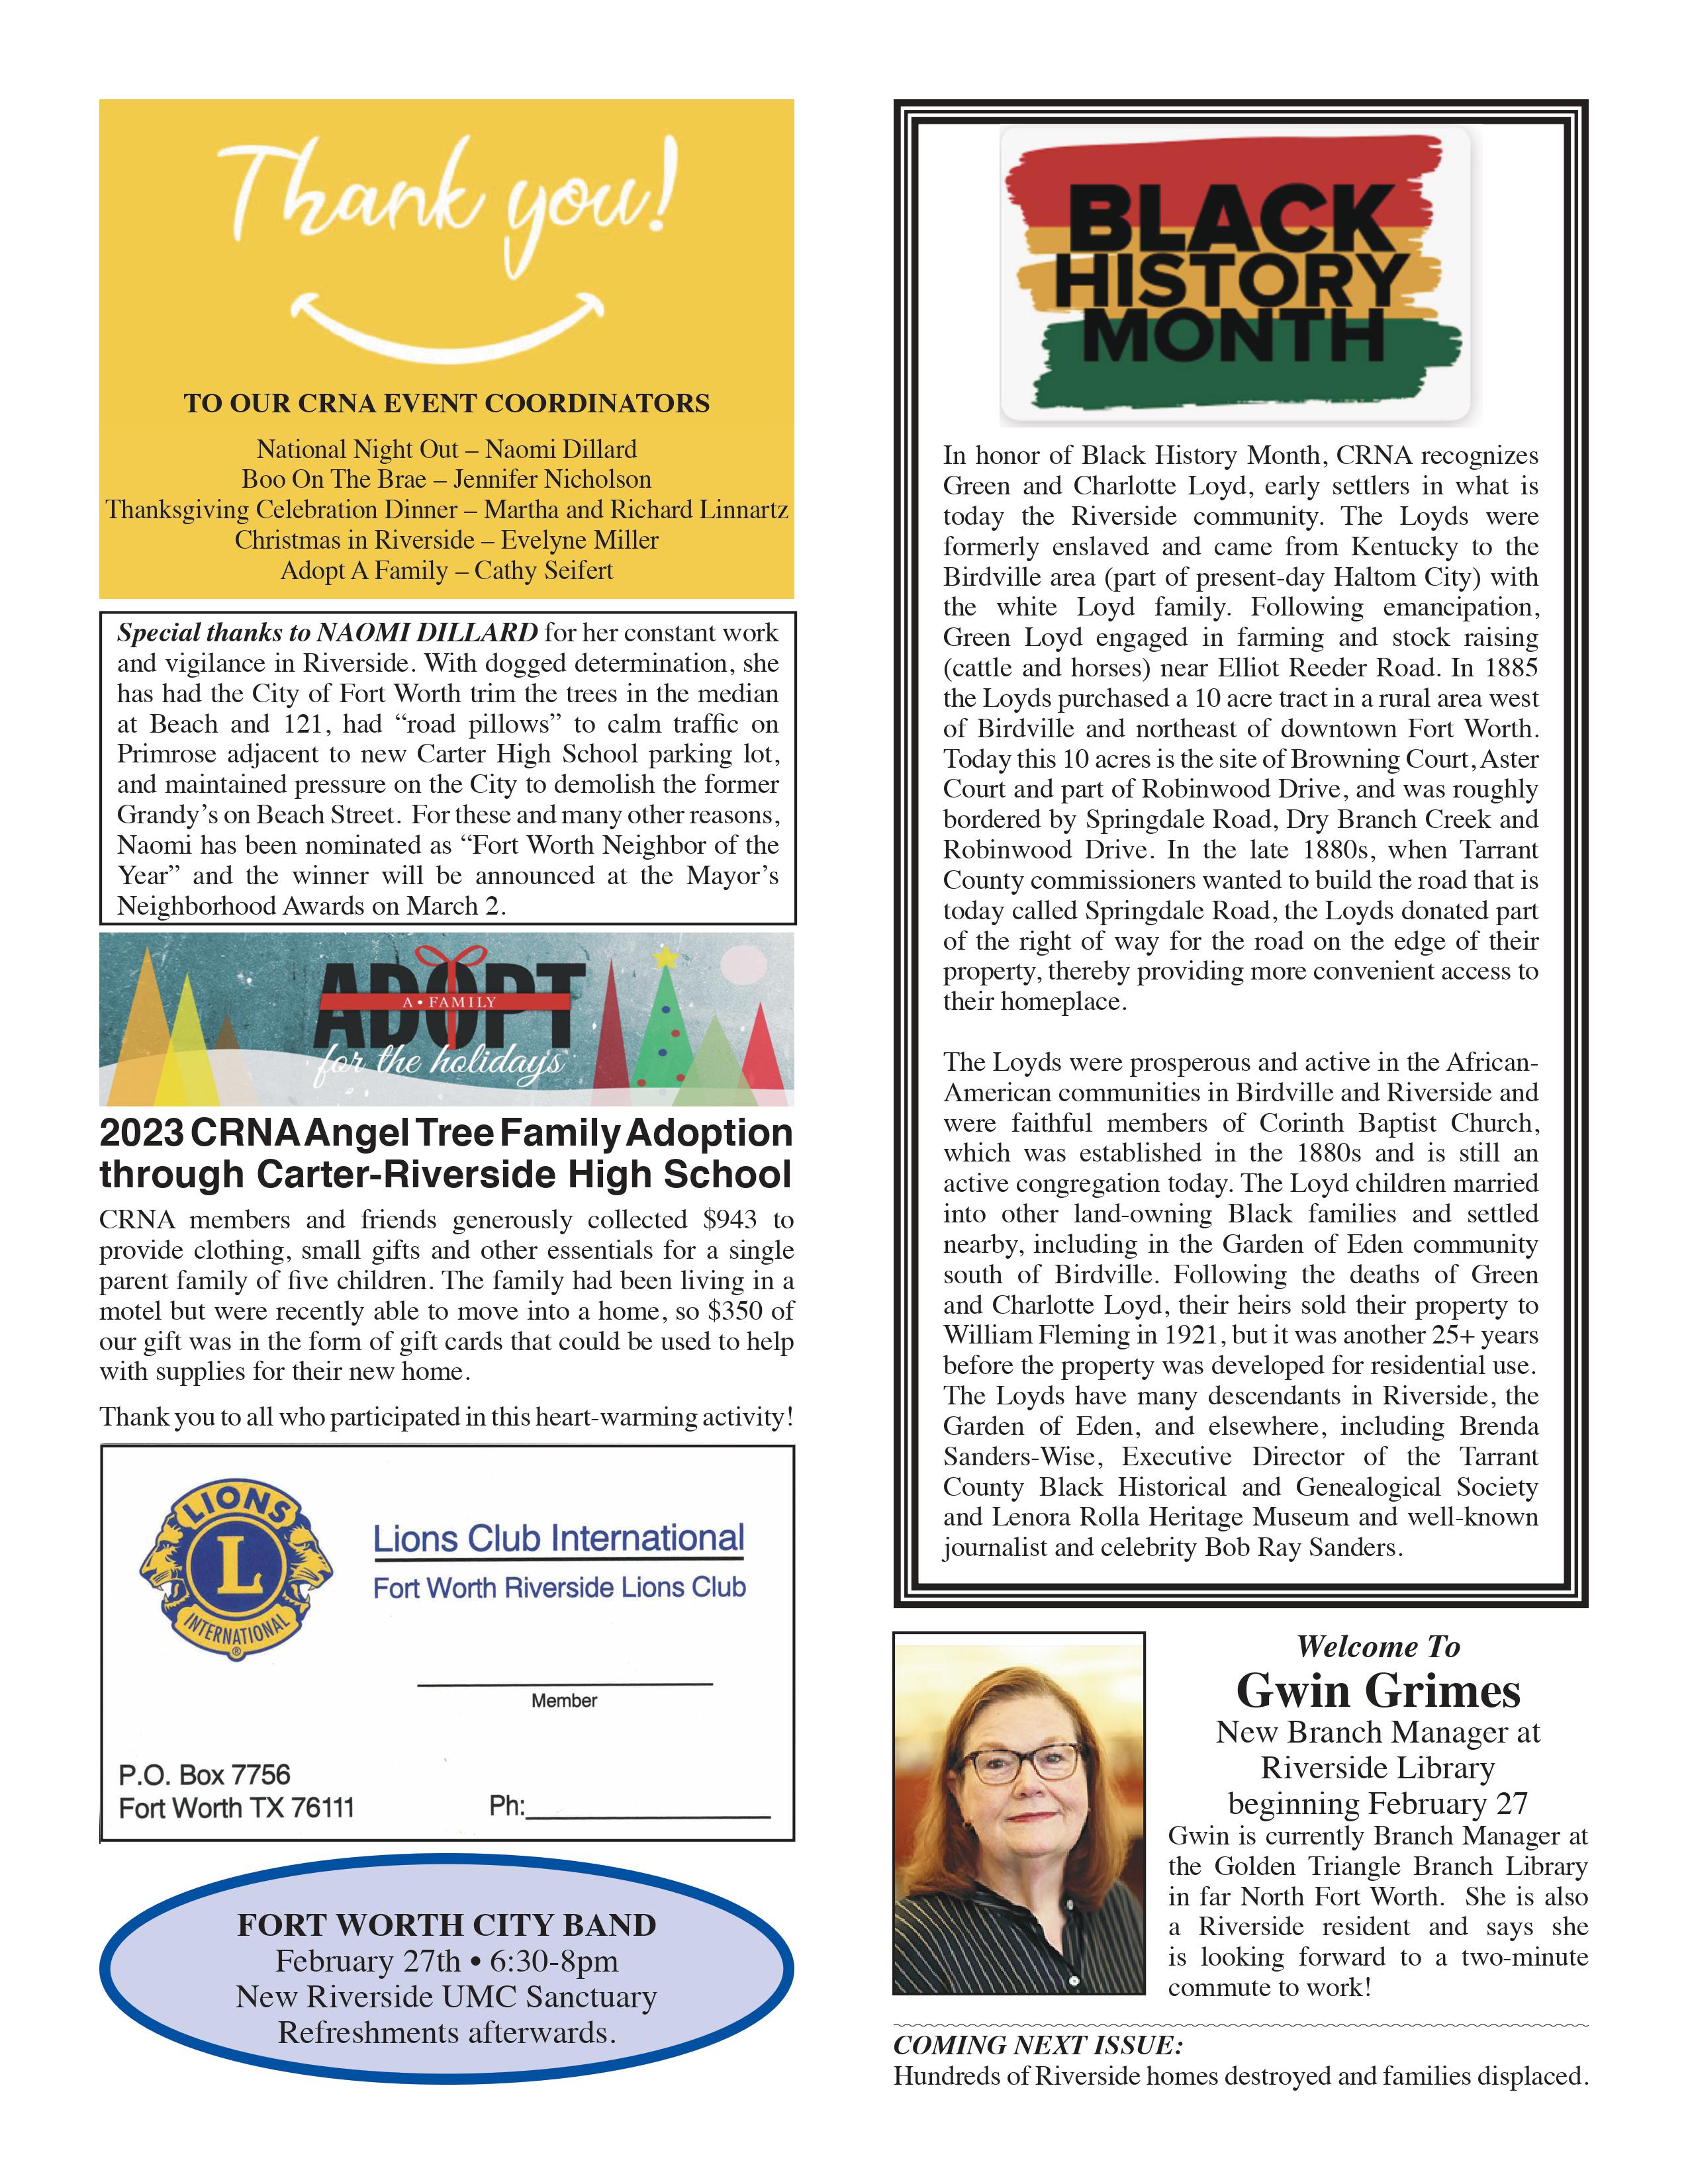 Thank you!
TO OUR CRNA EVENT COORDINATORS
National Night Out – Naomi Dillard
Boo On The Brae – Jennifer Nicholson
Thanksgiving Celebration Dinner – Martha and Richard Linnartz
Christmas in Riverside – Evelyne Miller
Adopt A Family – Cathy Seifert
Special thanks to NAOMI DILLARD for her constant work
and vigilance in Riverside. With dogged determination, she
has had the City of Fort Worth trim the trees in the median
at Beach and 121, had “road pillows” to calm traffic on
Primrose adjacent to new Carter High School parking lot,
and maintained pressure on the City to demolish the former
Grandy’s on Beach Street. For these and many other reasons,
Naomi has been nominated as “Fort Worth Neighbor of the
Year” and the winner will be announced at the Mayor’s
Neighborhood Awards on March 2.
ADOPT
A • FAMILY
for the holidays
2023 CRNA Angel Tree Family Adoption
through Carter-Riverside High School
CRNA members and friends generously collected $943 to
provide clothing, small gifts and other essentials for a single
parent family of five children. The family had been living in a
motel but were recently able to move into a home, so $350 of
our gift was in the form of gift cards that could be used to help
with supplies for their new home.
Thank you to all who participated in this heart-warming activity!
LIONS
L
INTERNATIONAL
®
Lions Club International
Fort Worth Riverside Lions Club
Member
P.O. Box 7756
Fort Worth TX 76111
Ph:
FORT WORTH CITY BAND
February 27th • 6:30-8pm
New Riverside UMC Sanctuary
Refreshments afterwards.
BLACK
HISTORY
MONTH
In honor of Black History Month, CRNA recognizes
Green and Charlotte Loyd, early settlers in what is
today the Riverside community. The Loyds were
formerly enslaved and came from Kentucky to the
Birdville area (part of present-day Haltom City) with
the white Loyd family. Following emancipation,
Green Loyd engaged in farming and stock raising
(cattle and horses) near Elliot Reeder Road. In 1885
the Loyds purchased a 10 acre tract in a rural area west
of Birdville and northeast of downtown Fort Worth.
Today this 10 acres is the site of Browning Court, Aster
Court and part of Robinwood Drive, and was roughly
bordered by Springdale Road, Dry Branch Creek and
Robinwood Drive. In the late 1880s, when Tarrant
County commissioners wanted to build the road that is
today called Springdale Road, the Loyds donated part
of the right of way for the road on the edge of their
property, thereby providing more convenient access to
their homeplace.
The Loyds were prosperous and active in the African-
American communities in Birdville and Riverside and
were faithful members of Corinth Baptist Church,
which was established in the 1880s and is still an
active congregation today. The Loyd children married
into other land-owning Black families and settled
nearby, including in the Garden of Eden community
south of Birdville. Following the deaths of Green
and Charlotte Loyd, their heirs sold their property to
William Fleming in 1921, but it was another 25+ years
before the property was developed for residential use.
The Loyds have many descendants in Riverside, the
Garden of Eden, and elsewhere, including Brenda
Sanders-Wise, Executive Director of the Tarrant
County Black Historical and Genealogical Society
and Lenora Rolla Heritage Museum and well-known
journalist and celebrity Bob Ray Sanders.
Welcome To
Gwin Grimes
New Branch Manager at
Riverside Library
beginning February 27
Gwin is currently Branch Manager at
the Golden Triangle Branch Library
in far North Fort Worth. She is also
a Riverside resident and says she
is looking forward to a two-minute
commute to work!
COMING NEXT ISSUE:
Hundreds of Riverside homes destroyed and families displaced.